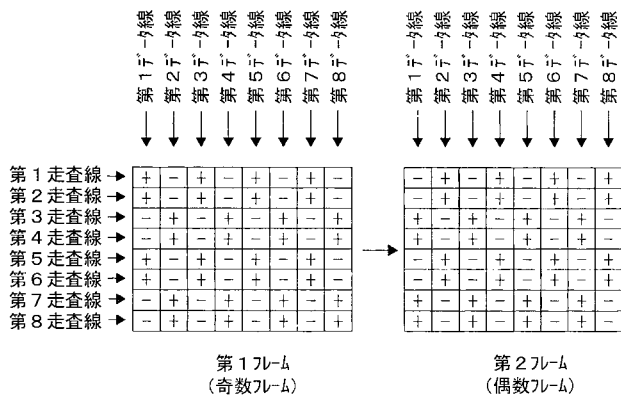 第1データ線 第2データ線 第3データ線 第4データ線 第5データ線 第6データ線 第7データ線 第8データ線
第1データ線 第2データ線 第3データ線 第4データ線 第5データ線 第6データ線 第7データ線 第8データ線
第1走査線 + - + - + - + -
第2走査線 + - + - + - + -
第3走査線 - + - + - + - +
第4走査線 - + - + - + - +
第5走査線 + - + - + - + -
第6走査線 + - + - + - + -
第7走査線 - + - + - + - +
第8走査線 - + - + - + - +
- + - + - + - +
- + - + - + - +
+ - + - + - + -
+ - + - + - + -
- + - + - + - +
- + - + - + - +
+ - + - + - + -
+ - + - + - + -
第1フレーム
(奇数フレーム)
第2フレーム
(偶数フレーム)